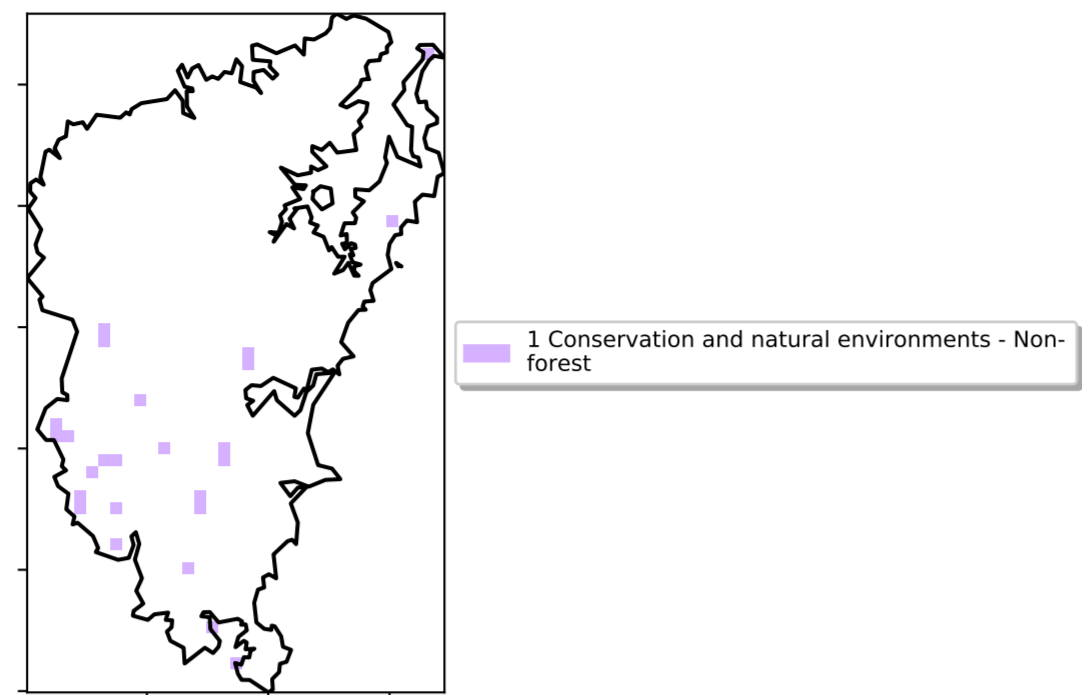 1 Conservation and natural environments - Non-
forest